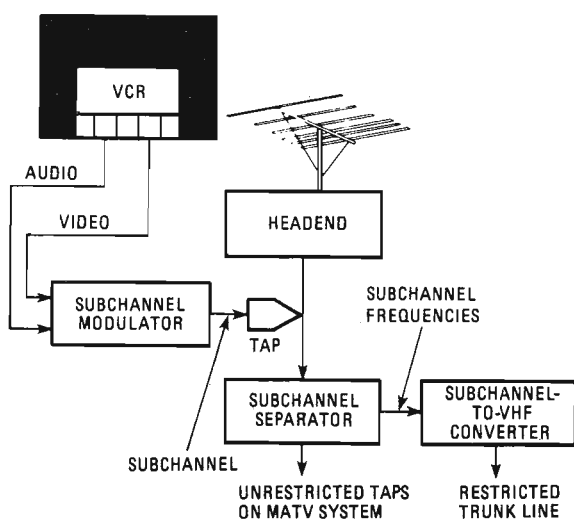 VCR
AUDIO
VIDEO
HEADEND
SUBCHANNEL
MODULATOR
TAP
SUBCHANNEL
FREQUENCIES
SUBCHANNEL
SEPARATOR
SUBCHANNEL-
TO-VHF
CONVERTER
SUBCHANNEL
UNRESTRICTED TAPS
ON MATV SYSTEM
RESTRICTED
TRUNK LINE